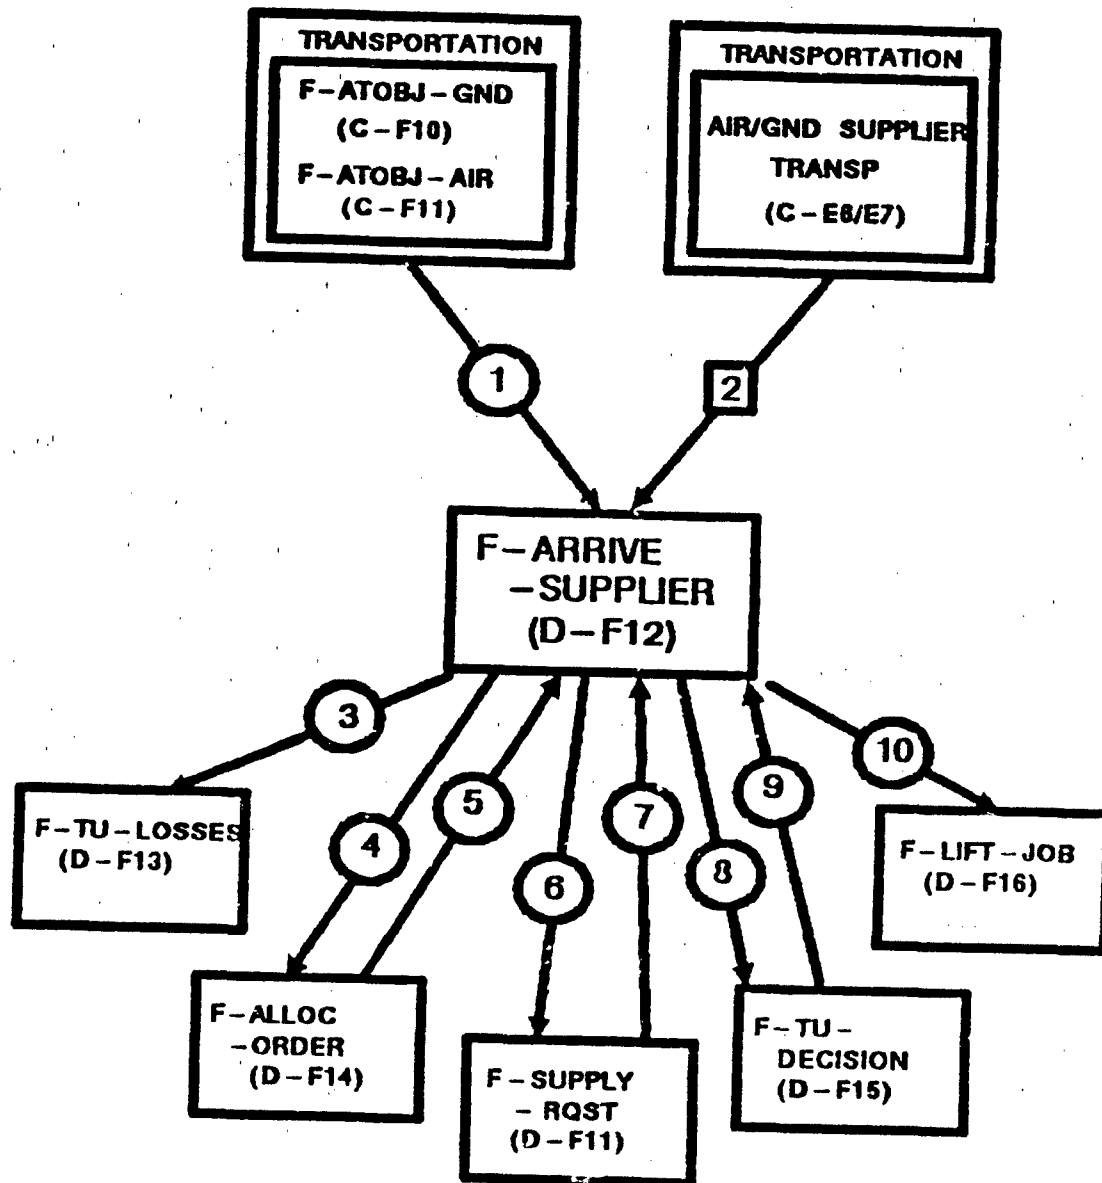 TRANSPORTATION
F-ATOBJ-GND
(C-F10)
F-ATOBJ-AIR
(C-F11)
TRANSPORTATION
AIR/GND SUPPLIER
TRANSP
(C-E6/E7)
1
2
F-ARRIVE
-SUPPLIER
(D-F12)
3
4
5
6
7
8
9
10
F-TU-LOSSES
(D-F13)
F-LIFT-JOB
(D-F16)
F-ALLOC
-ORDER
(D-F14)
F-SUPPLY
-RQST
(D-F11)
F-TU-
DECISION
(D-F15)